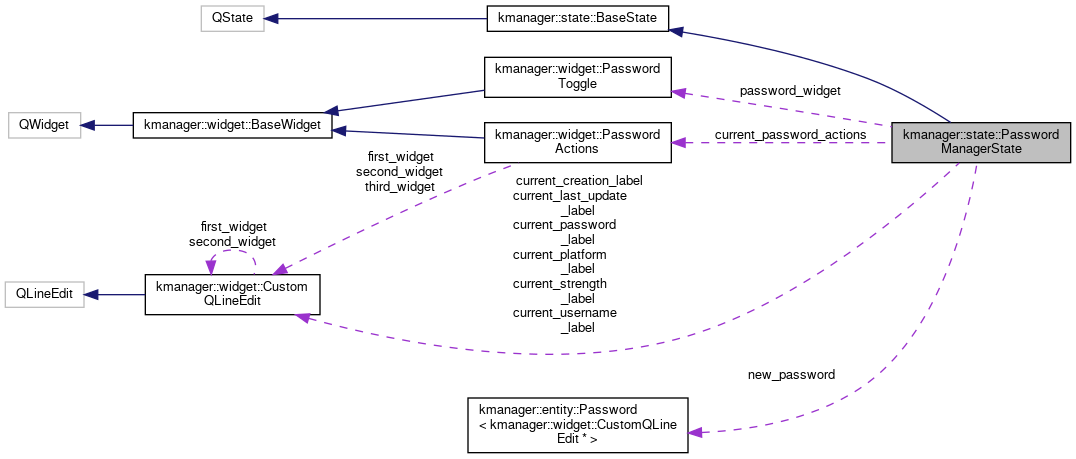 QState
kmanager::state::BaseState
kmanager::widget::Password
Toggle
password_widget
QWidget
kmanager::widget::BaseWidget
kmanager::widget::Password
Actions
current_password_actions
kmanager::state::Password
ManagerState
first_widget
second_widget
third_widget
current_creation_label
current_last_update
_label
current_password
_label
current_platform
_label
current_strength
_label
current_username
_label
first_widget
second_widget
QLineEdit
kmanager::widget::Custom
QLineEdit
new_password
kmanager::entity::Password
< kmanager::widget::CustomQLine
Edit * >